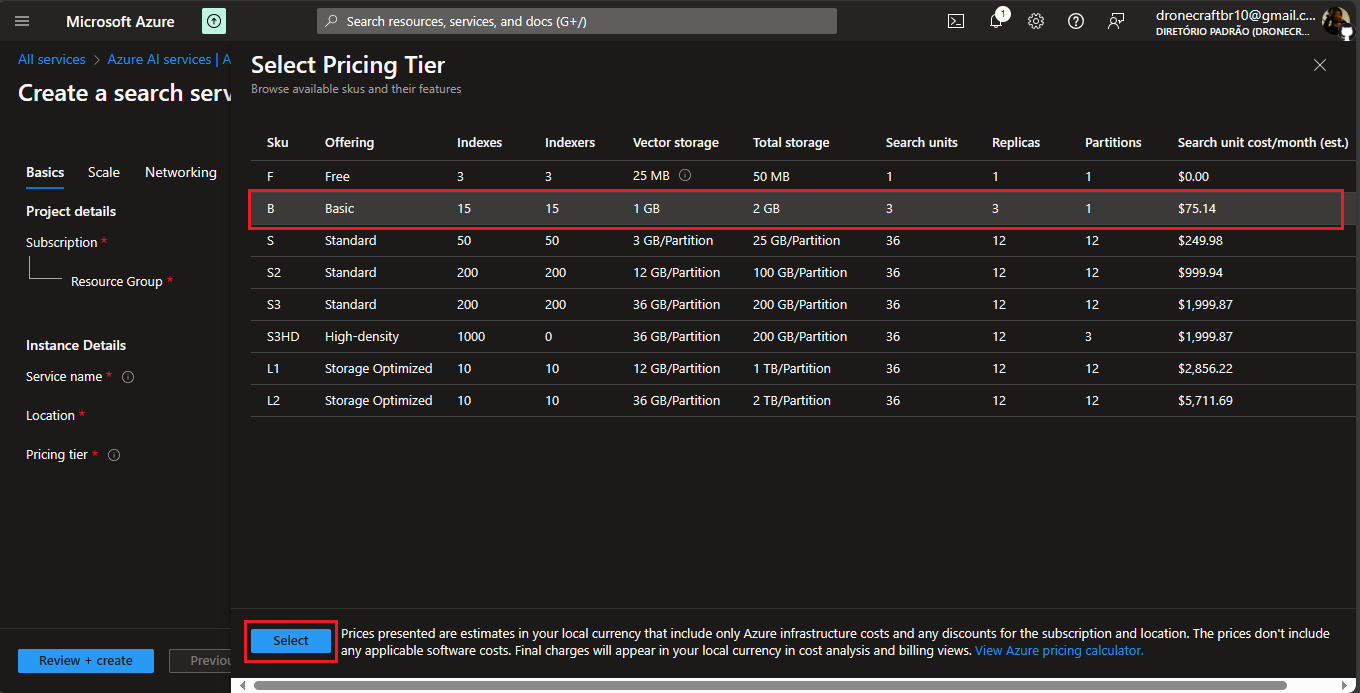 Microsoft Azure
Search resources, services, and docs (G+/)
1
dronecraftbr10@gmail.c...
DIRETÓRIO PADRÃO (DRONECR...
All services > Azure AI services | A
Create a search serv
Select Pricing Tier
Browse available skus and their features
Basics Scale Networking
Project details
Subscription *
Resource Group *
Instance Details
Service name *
Location *
Pricing tier *
Review + create
Previou
Sku Offering Indexes Indexers Vector storage Total storage Search units Replicas Partitions Search unit cost/month (est.)
F Free 3 3 25 MB 50 MB 1 1 1 $0.00
B Basic 15 15 1 GB 2 GB 3 3 1 $75.14
S Standard 50 50 3 GB/Partition 25 GB/Partition 36 12 12 $249.98
S2 Standard 200 200 12 GB/Partition 100 GB/Partition 36 12 12 $999.94
S3 Standard 200 200 36 GB/Partition 200 GB/Partition 36 12 12 $1,999.87
S3HD High-density 1000 0 36 GB/Partition 200 GB/Partition 36 12 3 $1,999.87
L1 Storage Optimized 10 10 12 GB/Partition 1 TB/Partition 36 12 12 $2,856.22
L2 Storage Optimized 10 10 36 GB/Partition 2 TB/Partition 36 12 12 $5,711.69
Select
Prices presented are estimates in your local currency that include only Azure infrastructure costs and any discounts for the subscription and location. The prices don't include
any applicable software costs. Final charges will appear in your local currency in cost analysis and billing views. View Azure pricing calculator.